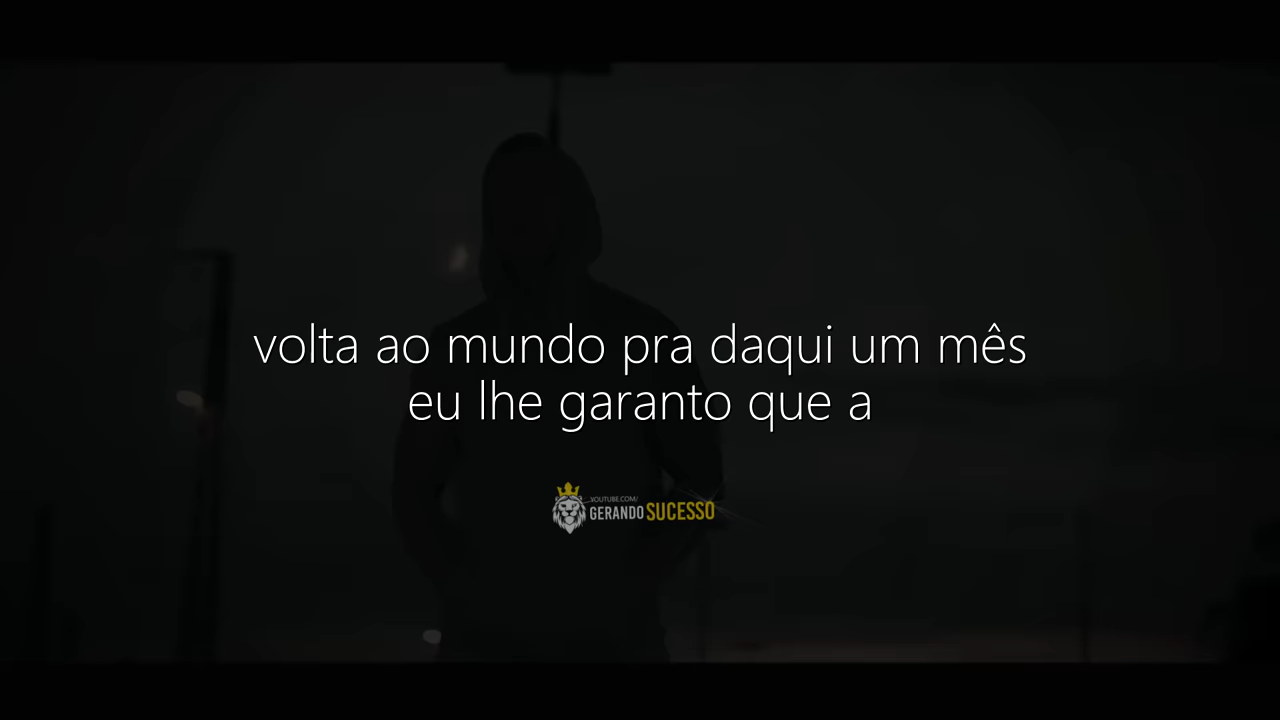 volta ao mundo pra daqui um mês
eu lhe garanto que a
YOUTUBE.COM/
GERANDO SUCESSO